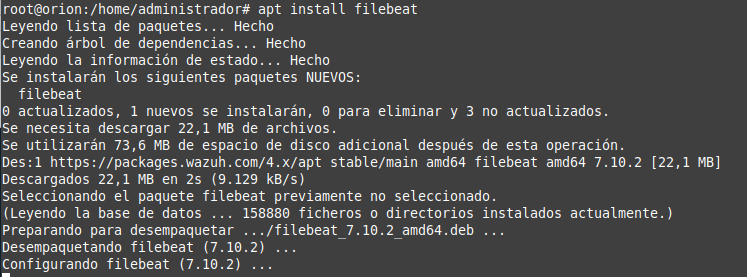 root@orion:/home/administrador# apt install filebeat
Leyendo lista de paquetes... Hecho
Creando árbol de dependencias... Hecho
Leyendo la información de estado... Hecho
Se instalarán los siguientes paquetes NUEVOS:
  filebeat
0 actualizados, 1 nuevos se instalarán, 0 para eliminar y 3 no actualizados.
Se necesita descargar 22,1 MB de archivos.
Se utilizarán 73,6 MB de espacio de disco adicional después de esta operación.
Des:1 https://packages.wazuh.com/4.x/apt stable/main amd64 filebeat amd64 7.10.2 [22,1 MB]
Descargados 22,1 MB en 2s (9.129 kB/s)
Seleccionando el paquete filebeat previamente no seleccionado.
(Leyendo la base de datos ... 158880 ficheros o directorios instalados actualmente.)
Preparando para desempaquetar .../filebeat_7.10.2_amd64.deb ...
Desempaquetando filebeat (7.10.2) ...
Configurando filebeat (7.10.2) ...